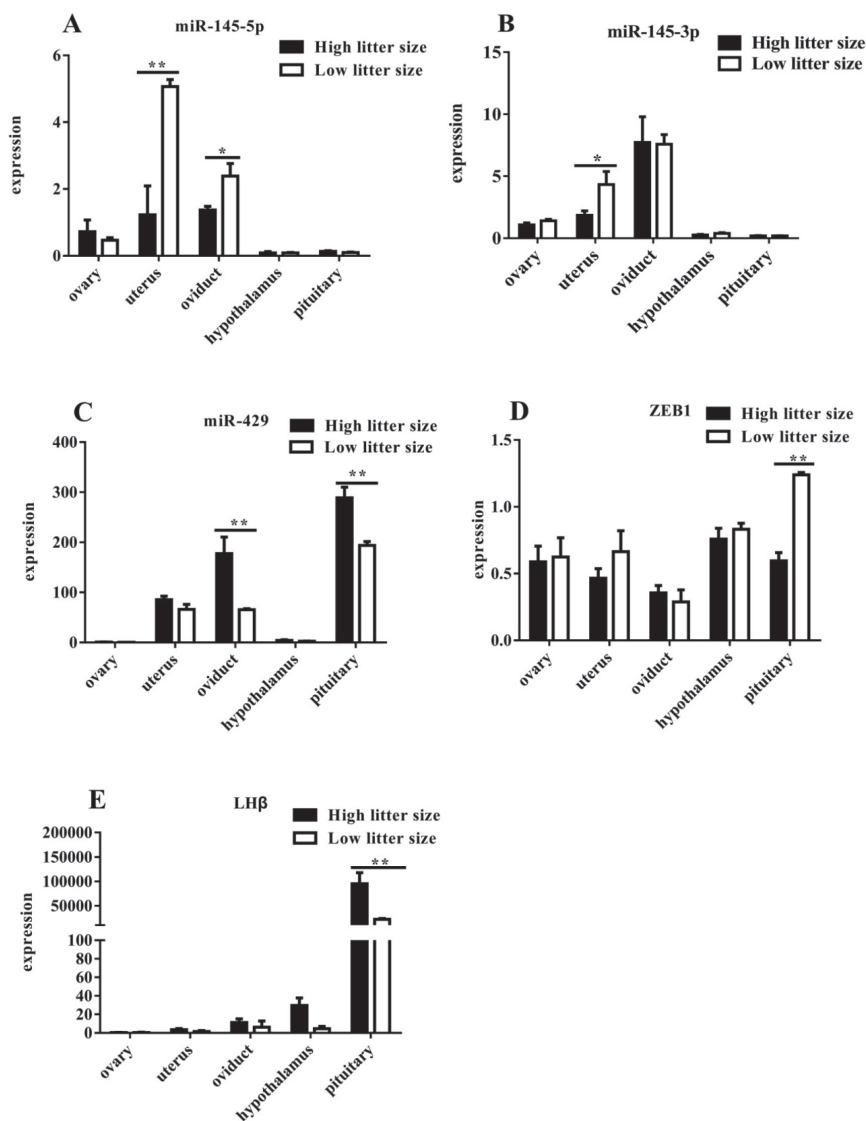 A
miR-145-5p
High litter size
Low litter size
expression
6
4
2
0
**
*
ovary
uterus
oviduct
hypothalamus
pituitary
B
miR-145-3p
High litter size
Low litter size
expression
15
10
5
0
*
ovary
uterus
oviduct
hypothalamus
pituitary
C
miR-429
High litter size
Low litter size
expression
400
300
200
100
0
**
**
ovary
uterus
oviduct
hypothalamus
pituitary
D
ZEB1
High litter size
Low litter size
expression
1.5
1.0
0.5
0.0
**
ovary
uterus
oviduct
hypothalamus
pituitary
E
LHβ
High litter size
Low litter size
expression
200000
150000
100000
50000
100
80
60
40
20
0
**
ovary
uterus
oviduct
hypothalamus
pituitary